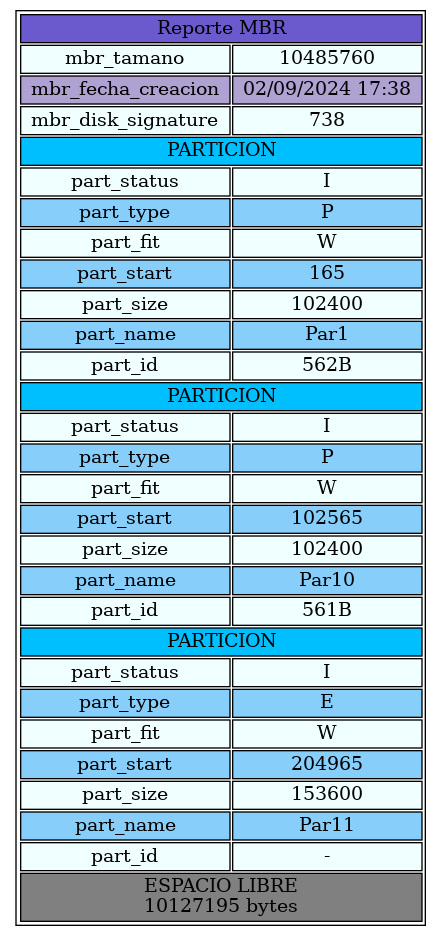 Reporte MBR
mbr_tamano 10485760
mbr_fecha_creacion 02/09/2024 17:38
mbr_disk_signature 738
PARTICION
part_status I
part_type P
part_fit W
part_start 165
part_size 102400
part_name Par1
part_id 562B
PARTICION
part_status I
part_type P
part_fit W
part_start 102565
part_size 102400
part_name Par10
part_id 561B
PARTICION
part_status I
part_type E
part_fit W
part_start 204965
part_size 153600
part_name Par11
part_id -
ESPACIO LIBRE
10127195 bytes